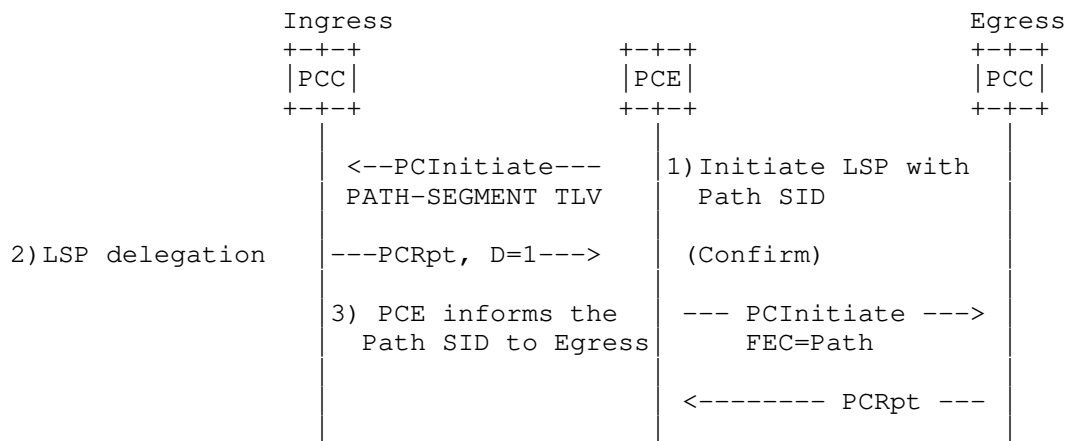 Ingress Egress
+-+-+ +-+-+ +-+-+
|PCC| |PCE| |PCC|
+-+-+ +-+-+ +-+-+
<--PCInitiate--- 1)Initiate LSP with
PATH-SEGMENT TLV Path SID
2)LSP delegation ---PCRpt, D=1---> (Confirm)
3) PCE informs the --- PCInitiate --->
Path SID to Egress FEC=Path
<-------- PCRpt ---